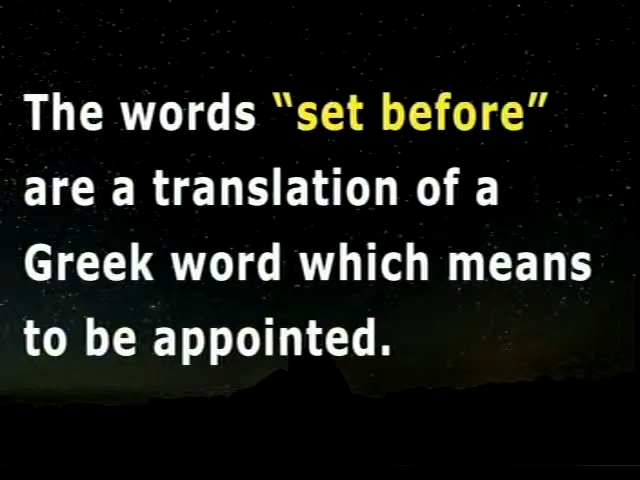 The words “set before”
are a translation of a
Greek word which means
to be appointed.